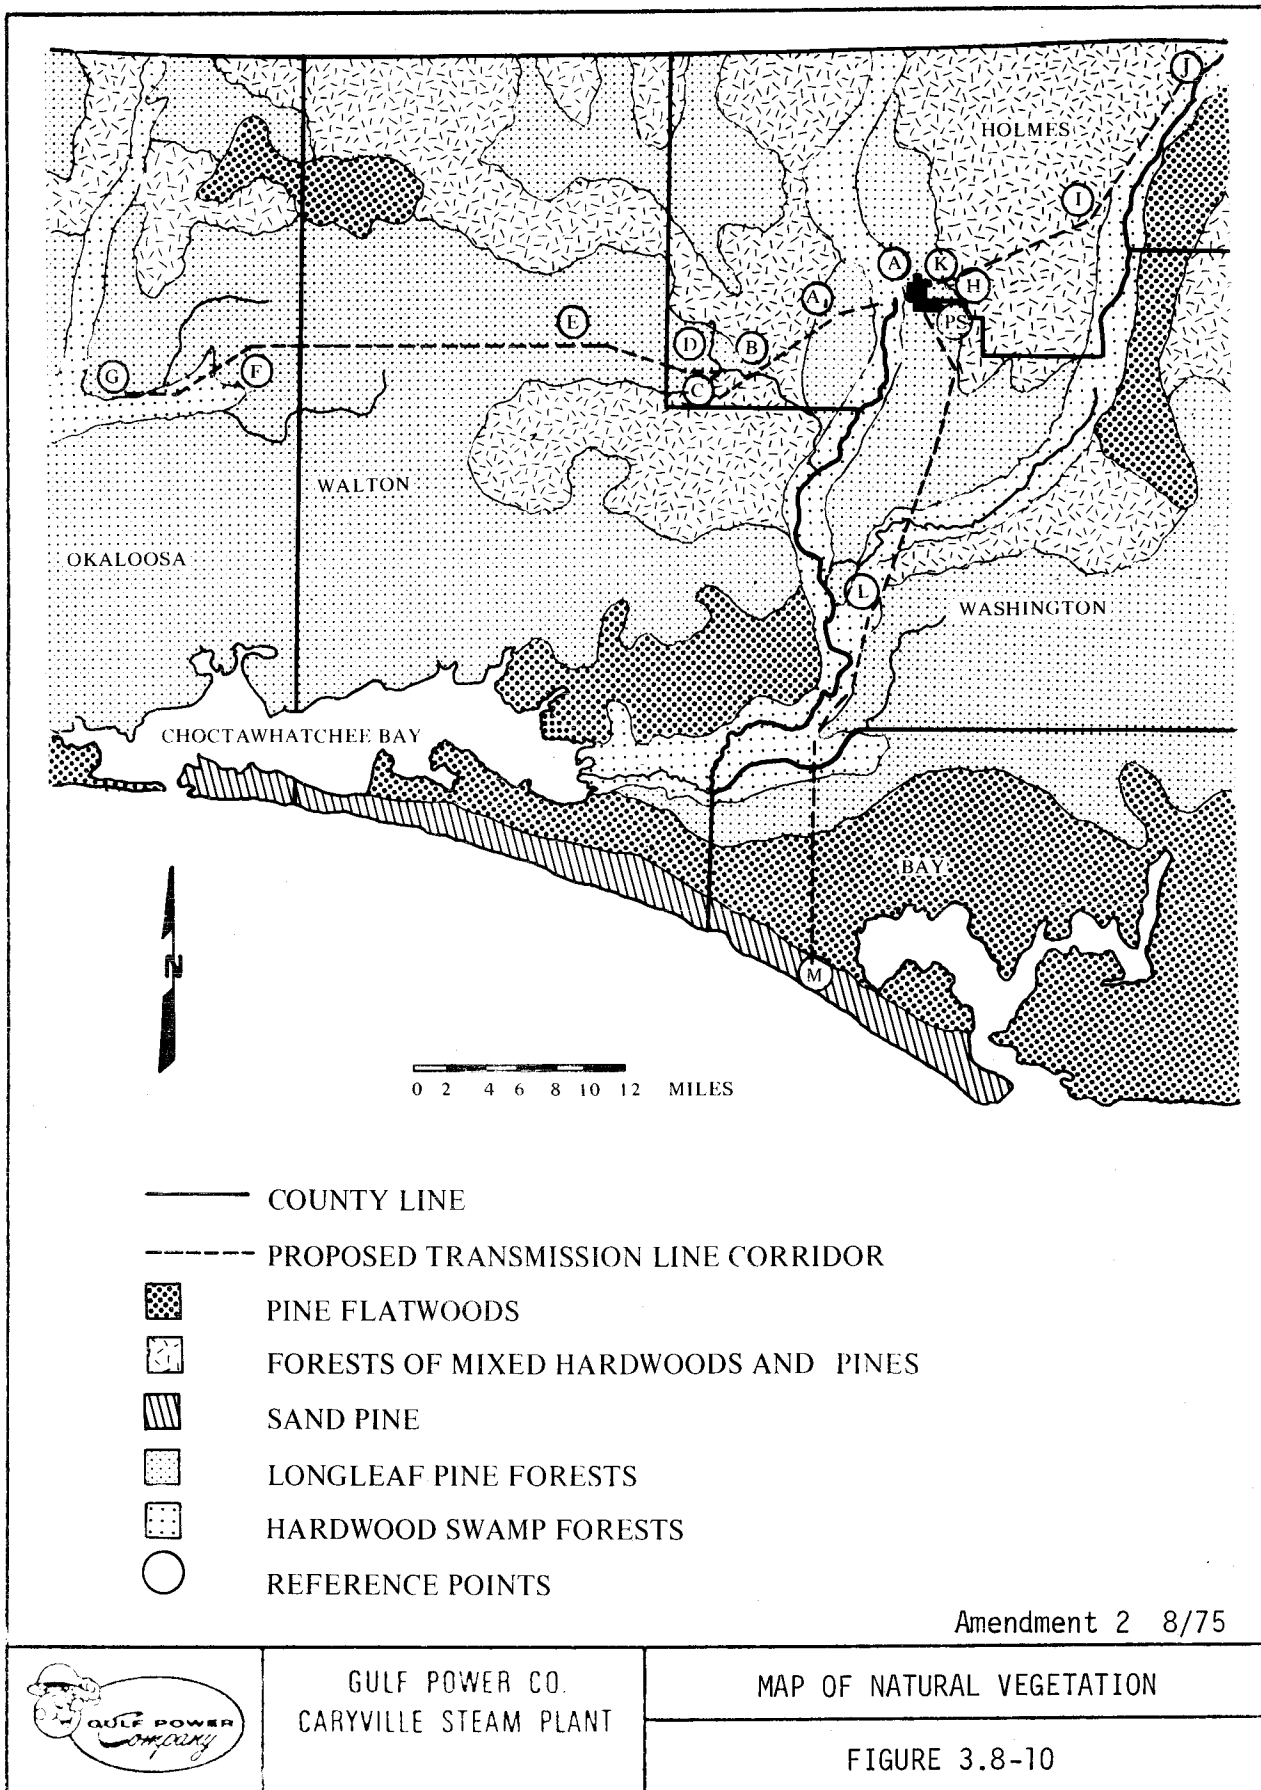 J
HOLMES
I
A K
H
A
PS
E
D B
G F
C
WALTON
OKALOOSA
L
WASHINGTON
CHOCTAWHATCHEE BAY
BAY
N
M
0 2 4 6 8 10 12 MILES
COUNTY LINE
PROPOSED TRANSMISSION LINE CORRIDOR
PINE FLATWOODS
FORESTS OF MIXED HARDWOODS AND PINES
SAND PINE
LONGLEAF PINE FORESTS
HARDWOOD SWAMP FORESTS
REFERENCE POINTS
Amendment 2 8/75
GULF POWER
Company
GULF POWER CO.
CARYVILLE STEAM PLANT
MAP OF NATURAL VEGETATION
FIGURE 3.8-10